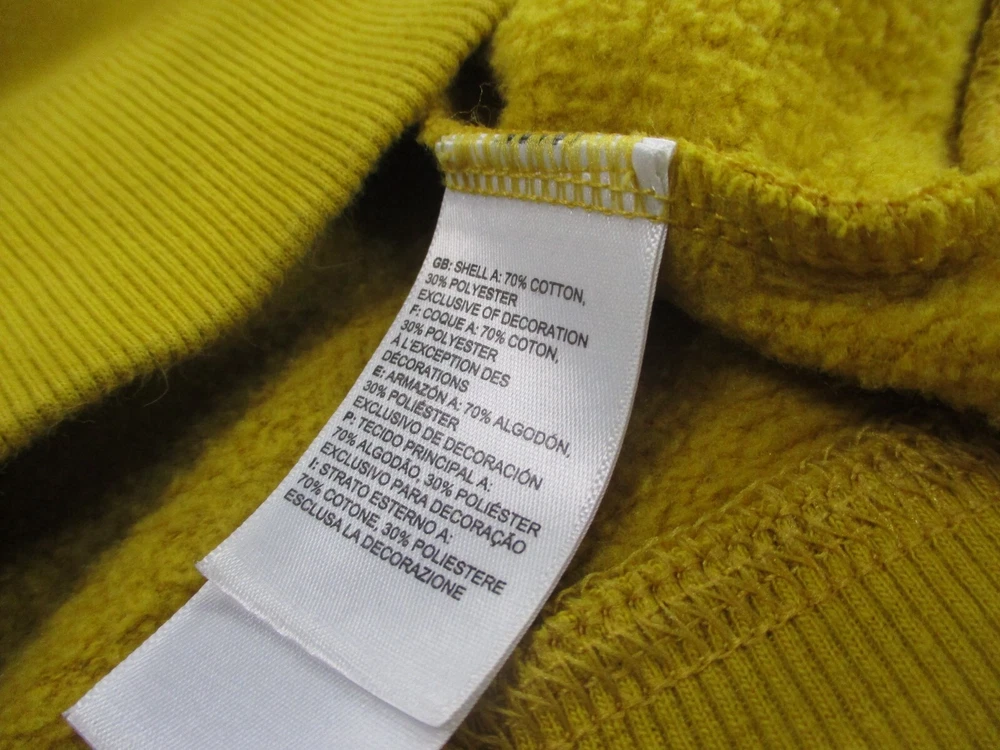 GB: SHELL A: 70% COTTON,
30% POLYESTER
EXCLUSIVE OF DECORATION
F: COQUE A: 70% COTON,
30% POLYESTER
À L'EXCEPTION DES
DÉCORATIONS
E: ARMAZÓN A: 70% ALGODÓN,
30% POLIÉSTER
EXCLUSIVO DE DECORACIÓN
P: TECIDO PRINCIPAL A:
70% ALGODÃO, 30% POLIÉSTER
EXCLUSIVO PARA DECORAÇÃO
I: STRATO ESTERNO A:
70% COTONE, 30% POLIESTERE
ESCLUSA LA DECORAZIONE